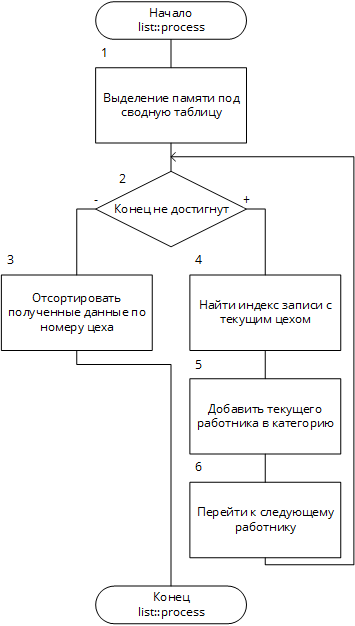 Начало
list::process
1
Выделение памяти под
сводную таблицу
2
Конец не достигнут
-
+
3
Отсортировать
полученные данные по
номеру цеха
4
Найти индекс записи с
текущим цехом
5
Добавить текущего
работника в категорию
6
Перейти к следующему
работнику
Конец
list::process